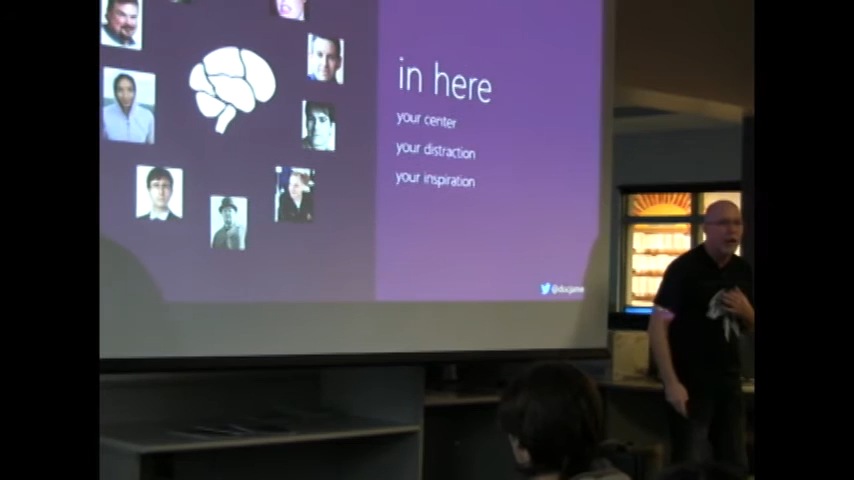 in here
your center
your distraction
your inspiration